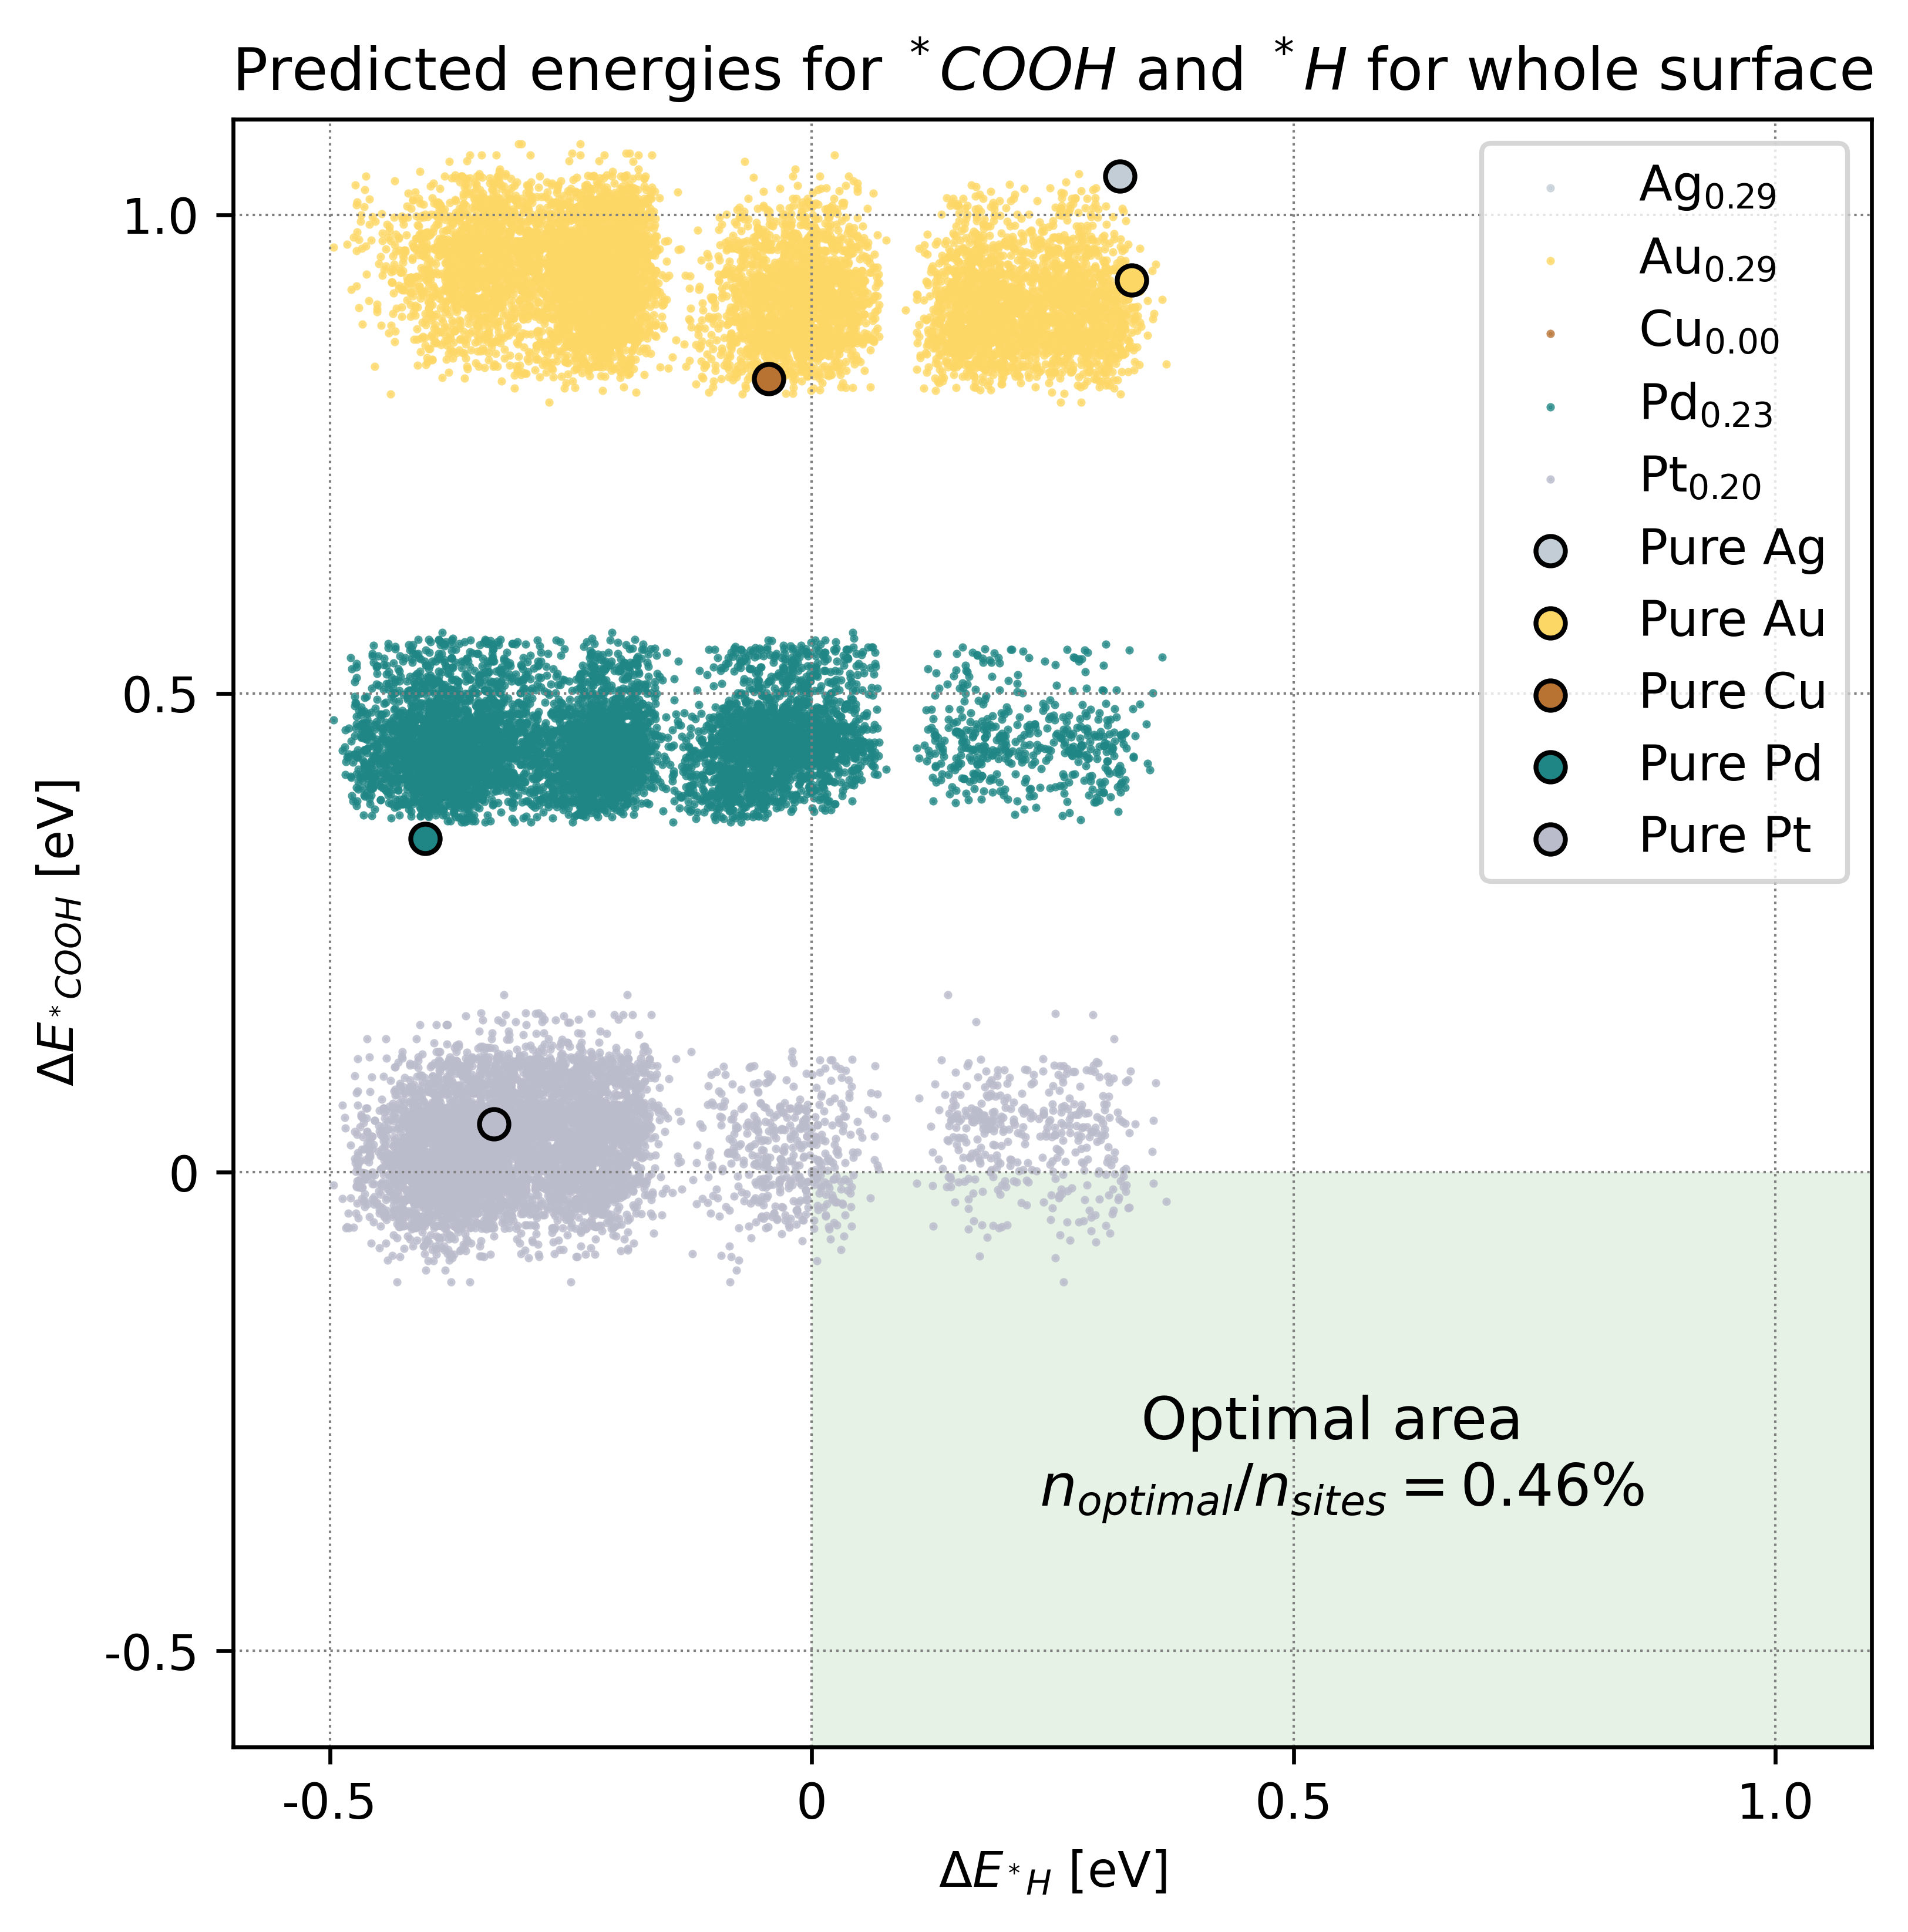 Predicted energies for *COOH and *H for whole surface
1.0
0.5
0
-0.5
ΔE*COOH [eV]
Ag0.29
Au0.29
Cu0.00
Pd0.23
Pt0.20
Pure Ag
Pure Au
Pure Cu
Pure Pd
Pure Pt
Optimal area
noptimal/nsites = 0.46%
-0.5
0
0.5
1.0
ΔE*H [eV]